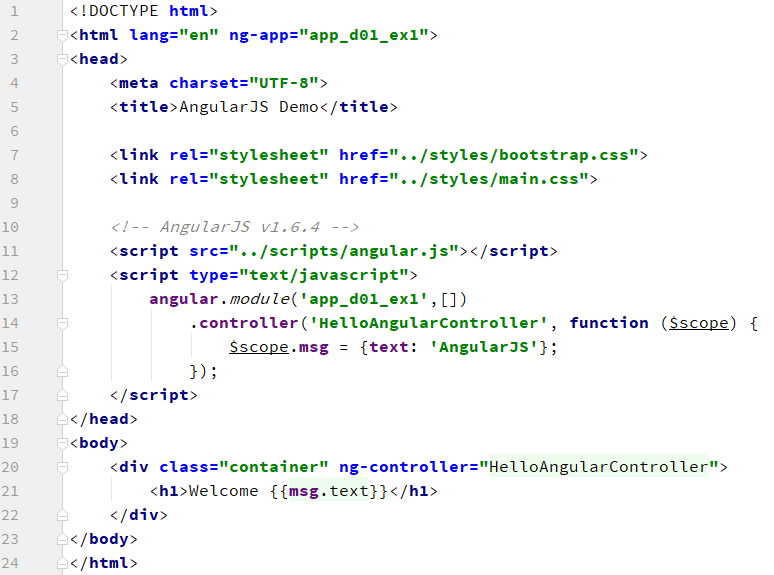 1 <!DOCTYPE html>
2 <html lang="en" ng-app="app_d01_ex1">
3 <head>
4     <meta charset="UTF-8">
5     <title>AngularJS Demo</title>
6
7     <link rel="stylesheet" href="../styles/bootstrap.css">
8     <link rel="stylesheet" href="../styles/main.css">
9
10     <!-- AngularJS v1.6.4 -->
11     <script src="../scripts/angular.js"></script>
12     <script type="text/javascript">
13         angular.module('app_d01_ex1',[])
14             .controller('HelloAngularController', function ($scope) {
15                 $scope.msg = {text: 'AngularJS'};
16             });
17     </script>
18 </head>
19 <body>
20     <div class="container" ng-controller="HelloAngularController">
21         <h1>Welcome {{msg.text}}</h1>
22     </div>
23 </body>
24 </html>